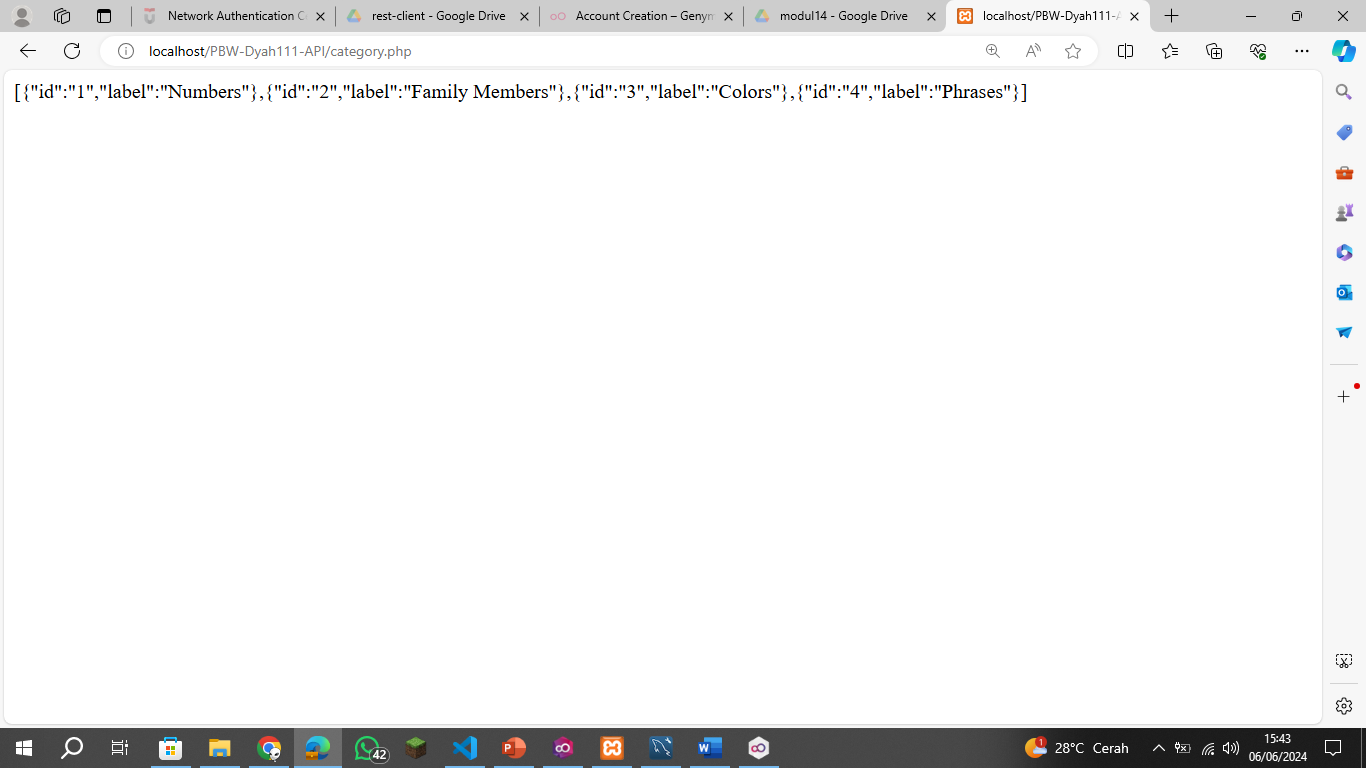 Network Authentication C
rest-client - Google Drive
Account Creation – Genym
modul14 - Google Drive
localhost/PBW-Dyah111-A
localhost/PBW-Dyah111-API/category.php
[{"id":"1","label":"Numbers"},{"id":"2","label":"Family Members"},{"id":"3","label":"Colors"},{"id":"4","label":"Phrases"}]
42
1
28°C Cerah
15:43
06/06/2024